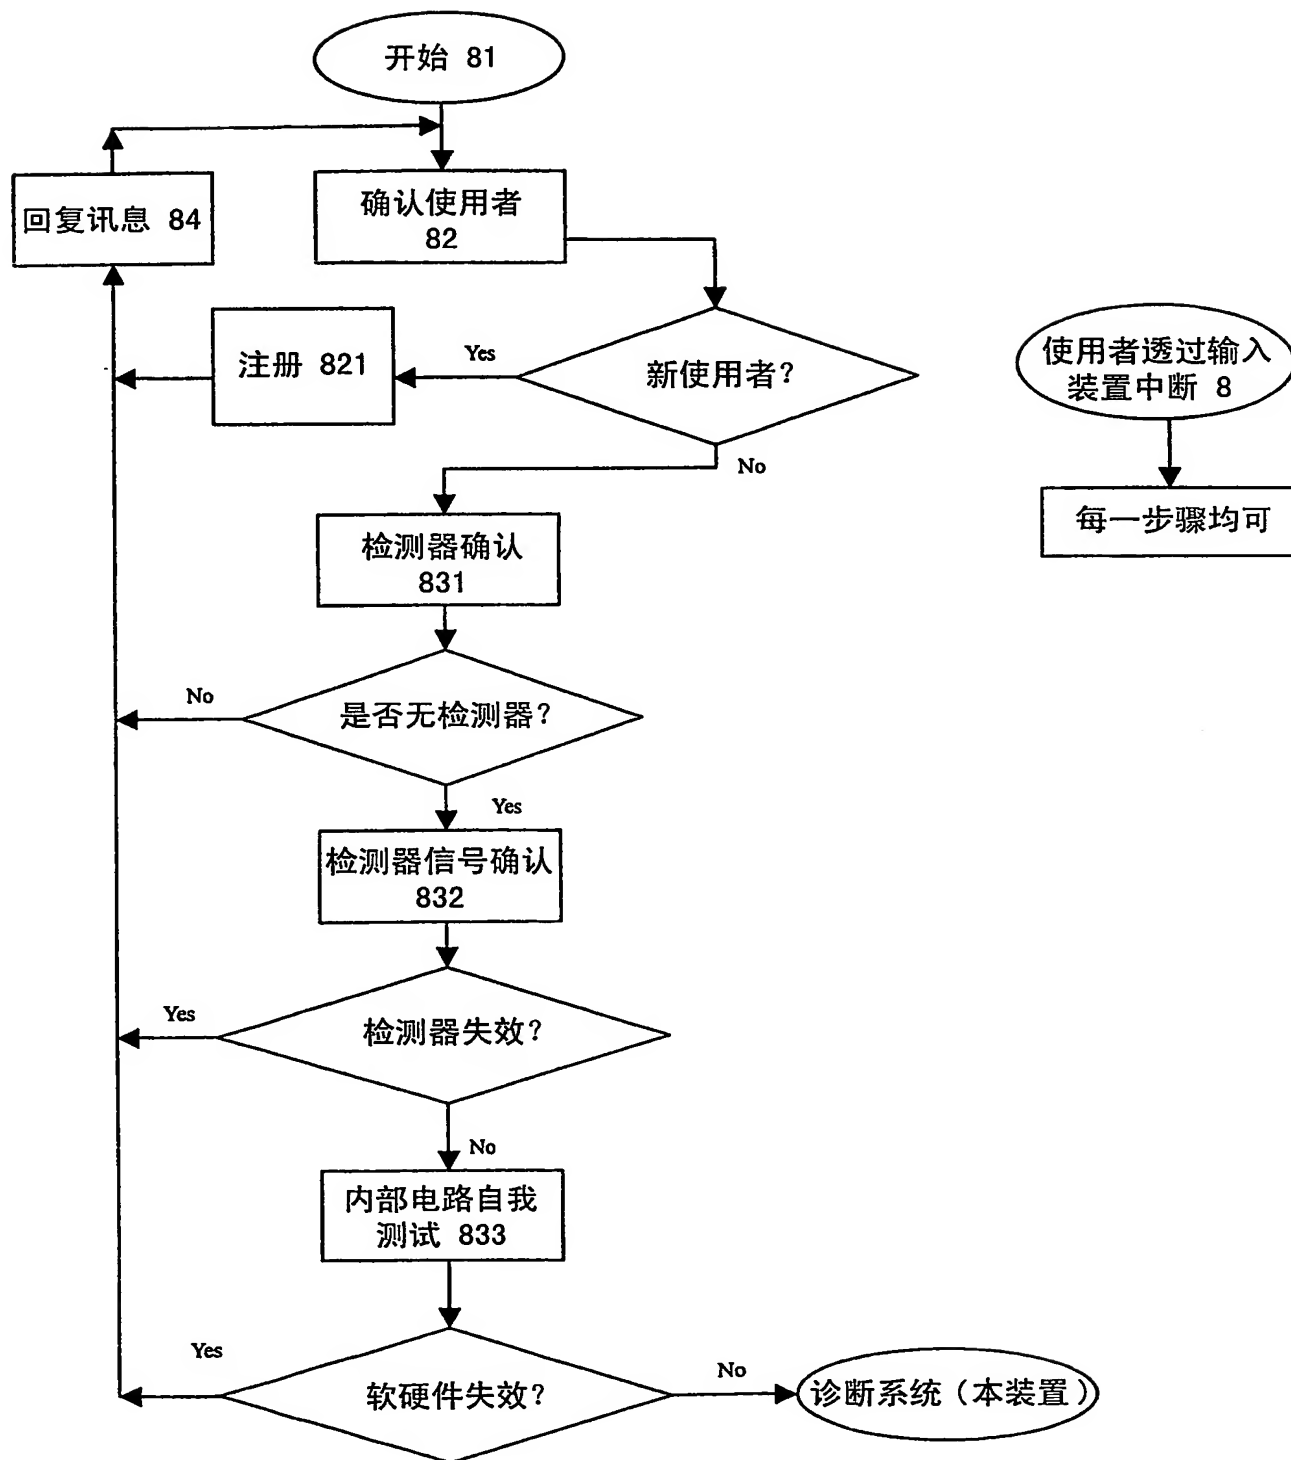 开始 81
回复讯息 84
确认使用者
82
注册 821
Yes
新使用者?
使用者透过输入
装置中断 8
No
每一步骤均可
检测器确认
831
No
是否无检测器?
Yes
检测器信号确认
832
Yes
检测器失效?
No
内部电路自我
测试 833
Yes
软硬件失效?
No
诊断系统(本装置)